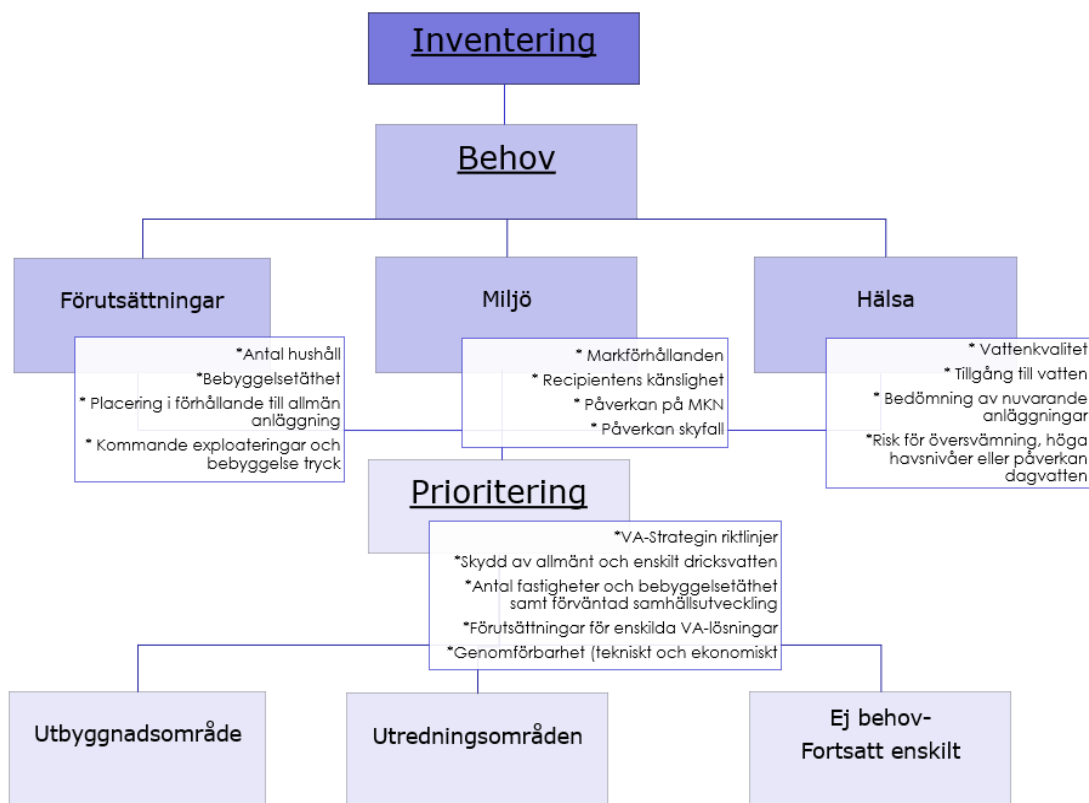 Inventering
Behov
Förutsättningar
*Antal hushåll
*Bebyggelsetäthet
* Placering i förhållande till allmän
anläggning
* Kommande exploateringar och
bebyggelse tryck
Miljö
* Markförhållanden
* Recipientens känslighet
* Påverkan på MKN
* Påverkan skyfall
Hälsa
* Vattenkvalitet
* Tillgång till vatten
* Bedömning av nuvarande
anläggningar
*Risk för översvämning, höga
havsnivåer eller påverkan
dagvatten
Prioritering
*VA-Strategin riktlinjer
*Skydd av allmänt och enskilt dricksvatten
*Antal fastigheter och bebyggelsetäthet
samt förväntad samhällsutveckling
*Förutsättningar för enskilda VA-lösningar
*Genomförbarhet (tekniskt och ekonomiskt
Utbyggnadsområde
Utredningsområden
Ej behov-
Fortsatt enskilt